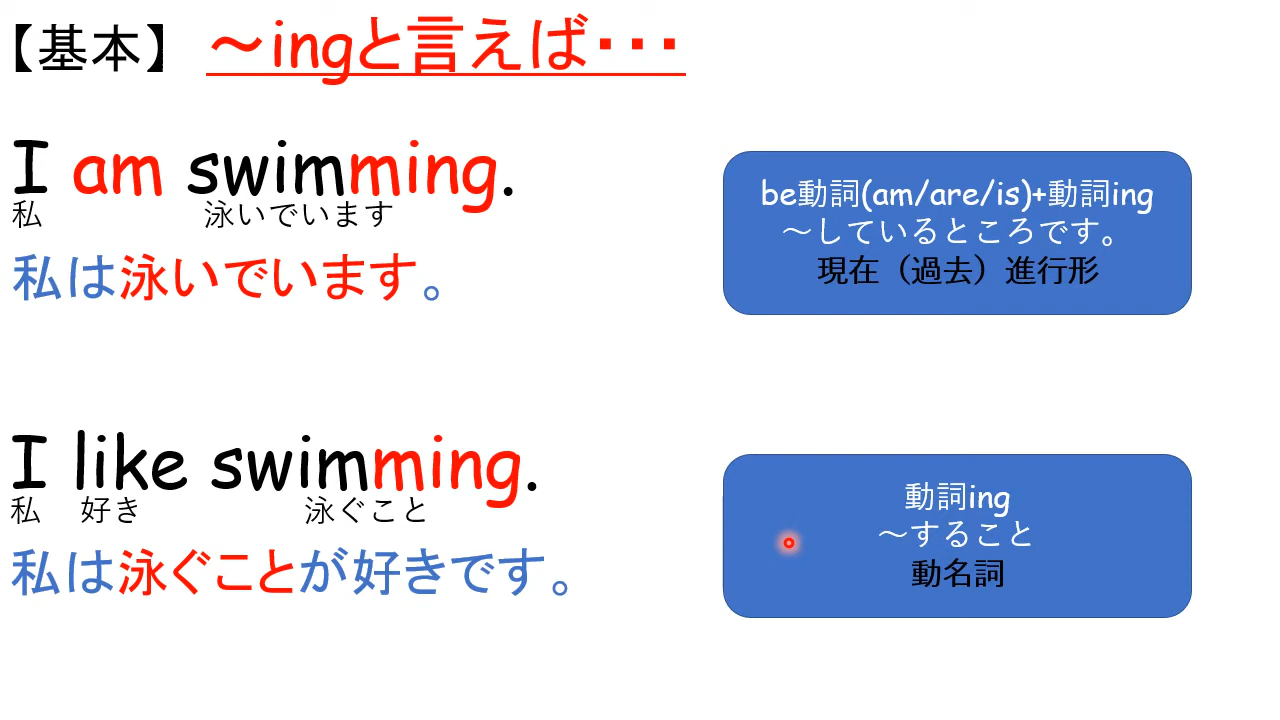 【基本】 ～ingと言えば・・・
I am swimming.
私 泳いでいます
私は泳いでいます。
be動詞(am/are/is)+動詞ing
～しているところです。
現在（過去）進行形
I like swimming.
私 好き 泳ぐこと
私は泳ぐことが好きです。
動詞ing
～すること
動名詞